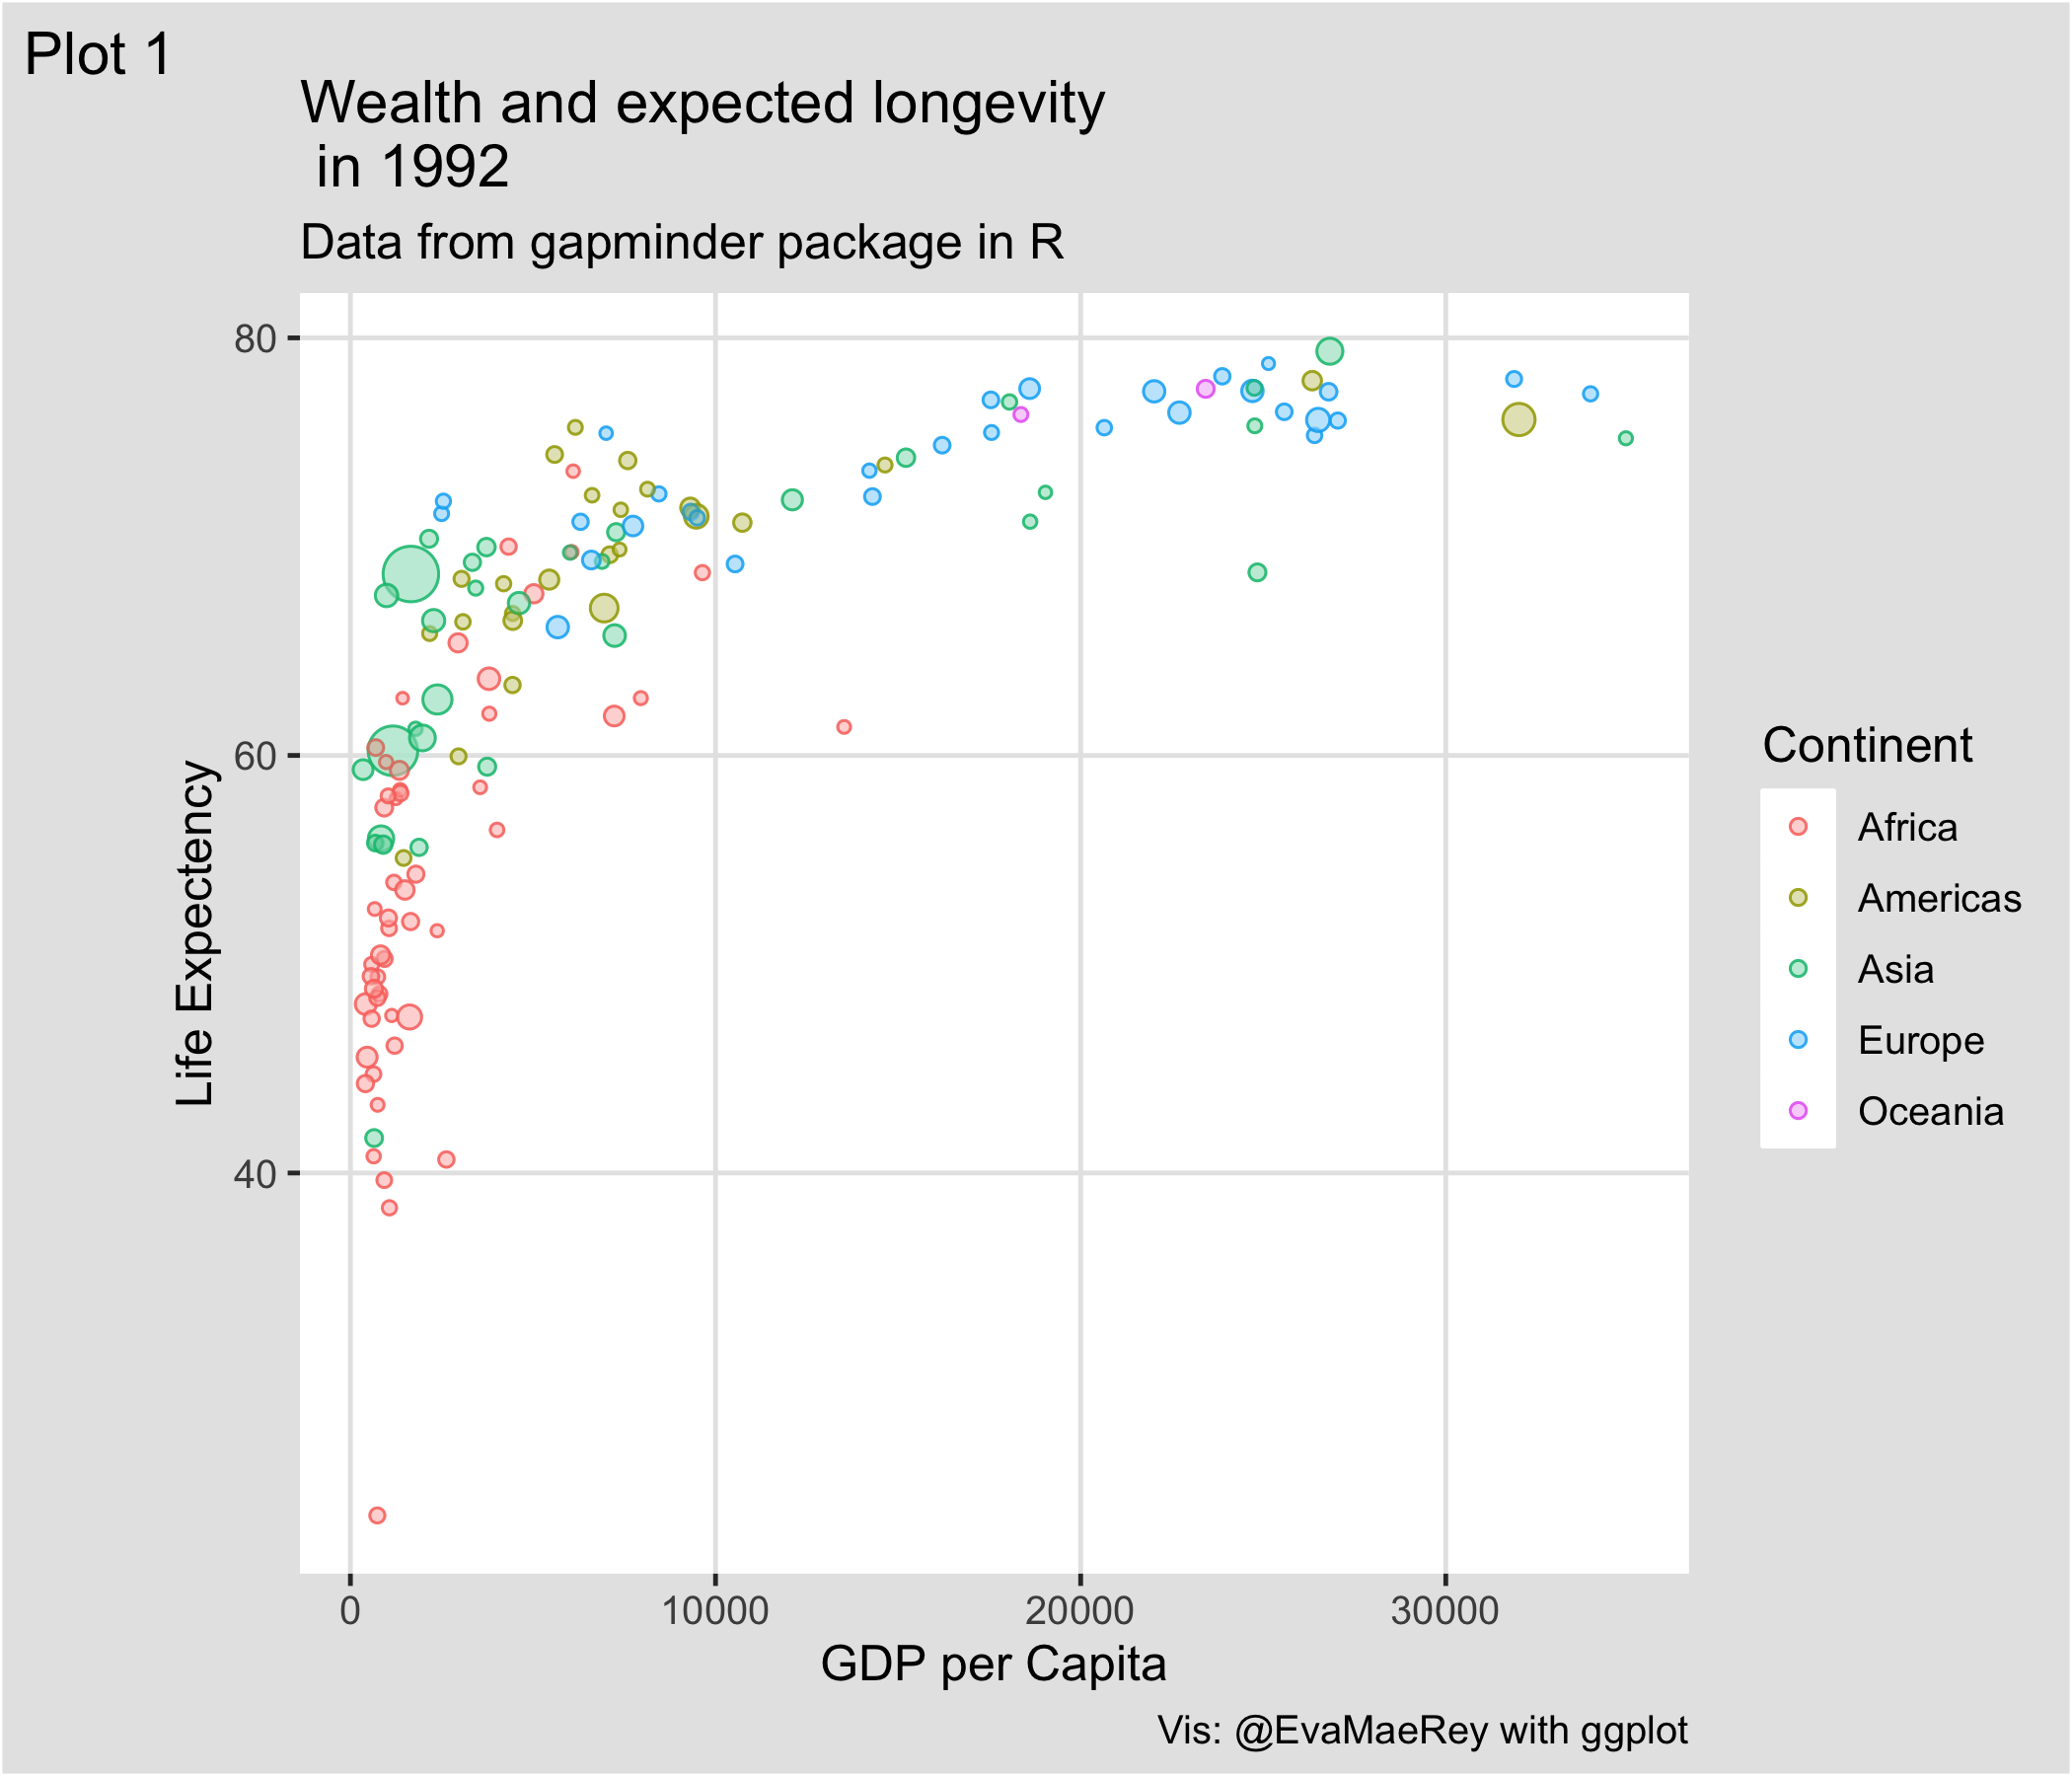 Plot 1
Wealth and expected longevity
in 1992
Data from gapminder package in R
80
60
40
Life Expectency
0 10000 20000 30000
GDP per Capita
Continent
Africa
Americas
Asia
Europe
Oceania
Vis: @EvaMaeRey with ggplot